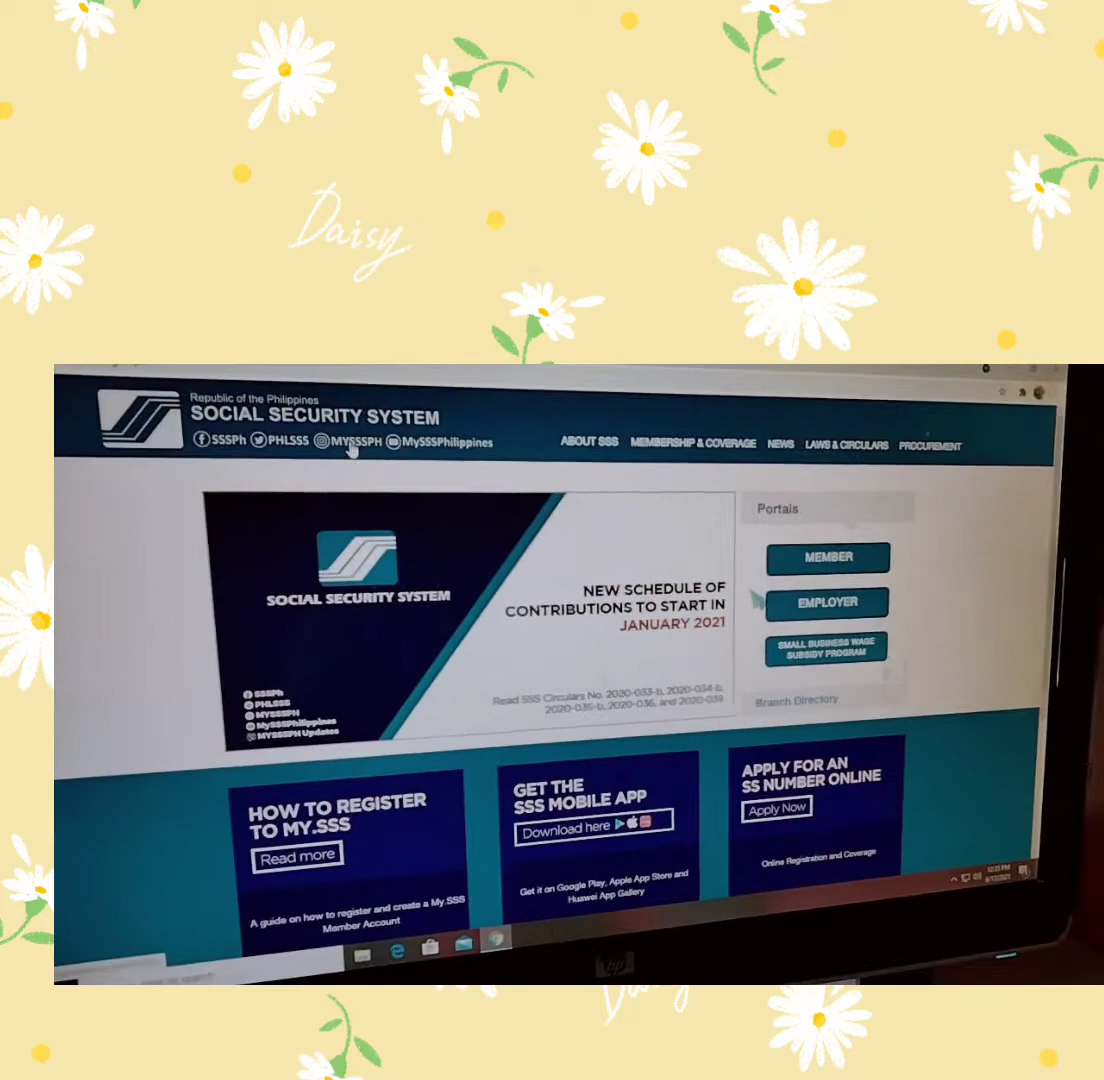 Daisy
Republic of the Philippines
SOCIAL SECURITY SYSTEM
SSSPh PHLSSS MYSSSPH MySSSPhilippines
ABOUT SSS MEMBERSHIP & COVERAGE NEWS LAWS & CIRCULARS PROCUREMENT
SOCIAL SECURITY SYSTEM
NEW SCHEDULE OF
CONTRIBUTIONS TO START IN
JANUARY 2021
Read SSS Circulars No. 2020-033-b, 2020-034-b,
2020-035-b, 2020-036, and 2020-039
SSSPh
PHLSSS
MYSSSPH
MySSSPhilippines
MYSSSPH Updates
Portals
MEMBER
EMPLOYER
SMALL BUSINESS WAGE
SUBSIDY PROGRAM
Branch Directory
HOW TO REGISTER
TO MY.SSS
Read more
A guide on how to register and create a My.SSS
Member Account
GET THE
SSS MOBILE APP
Download here
Get it on Google Play, Apple App Store and
Huawei App Gallery
APPLY FOR AN
SS NUMBER ONLINE
Apply Now
Online Registration and Coverage
hp
Daisy